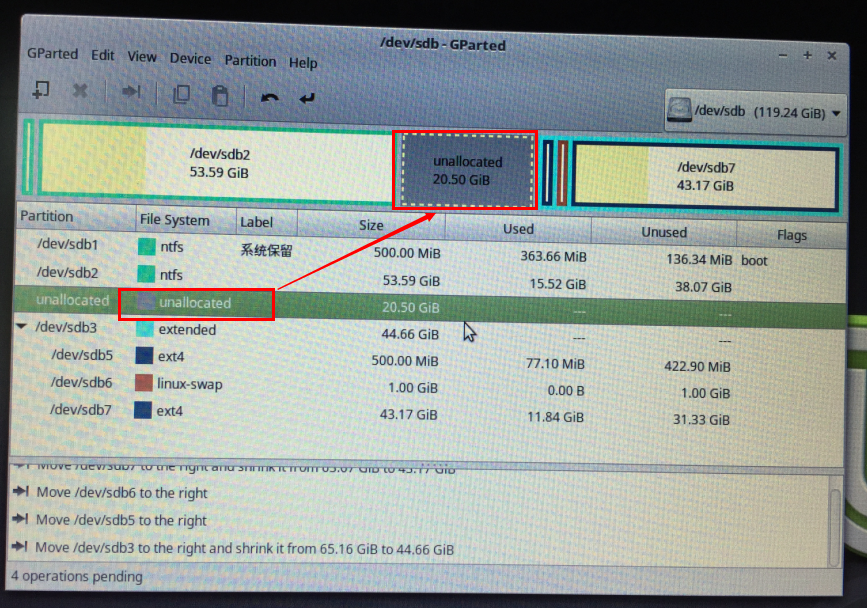 /dev/sdb - GParted
GParted Edit View Device Partition Help
/dev/sdb (119.24 GiB)
/dev/sdb2
53.59 GiB
unallocated
20.50 GiB
/dev/sdb7
43.17 GiB
Partition File System Label Size Used Unused Flags
/dev/sdb1 ntfs 系统保留 500.00 MiB 363.66 MiB 136.34 MiB boot
/dev/sdb2 ntfs 53.59 GiB 15.52 GiB 38.07 GiB
unallocated unallocated 20.50 GiB --- ---
/dev/sdb3 extended 44.66 GiB --- ---
/dev/sdb5 ext4 500.00 MiB 77.10 MiB 422.90 MiB
/dev/sdb6 linux-swap 1.00 GiB 0.00 B 1.00 GiB
/dev/sdb7 ext4 43.17 GiB 11.84 GiB 31.33 GiB
Move /dev/sdb7 to the right and shrink it from 63.67 GiB to 43.17 GiB
Move /dev/sdb6 to the right
Move /dev/sdb5 to the right
Move /dev/sdb3 to the right and shrink it from 65.16 GiB to 44.66 GiB
4 operations pending